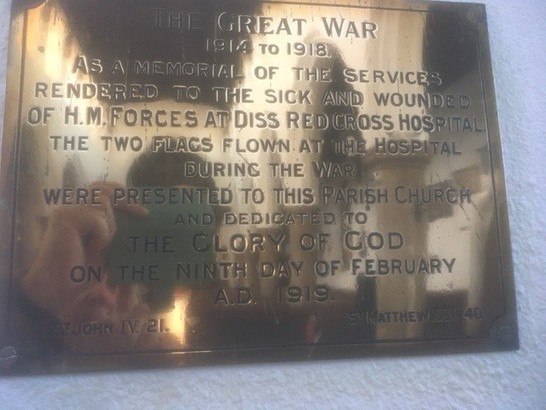 THE GREAT WAR
1914 TO 1918.
AS A MEMORIAL OF THE SERVICES
RENDERED TO THE SICK AND WOUNDED
OF H.M. FORCES AT DISS RED CROSS HOSPITAL
THE TWO FLAGS FLOWN AT THE HOSPITAL
DURING THE WAR
WERE PRESENTED TO THIS PARISH CHURCH
AND DEDICATED TO
THE GLORY OF GOD
ON THE NINTH DAY OF FEBRUARY
A.D. 1919.
ST JOHN IV. 21. ST MATTHEW 40.